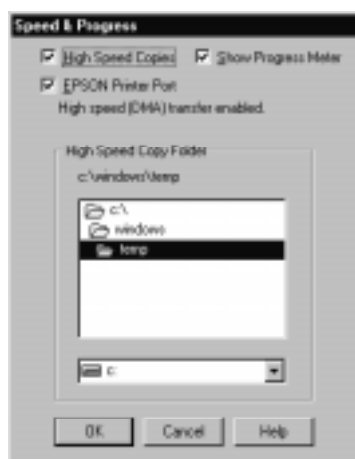 Speed & Progress
High Speed Copies Show Progress Meter
EPSON Printer Port
High speed (DMA) transfer enabled.
High Speed Copy Folder
c:\windows\temp
c:\
windows
temp
c:
OK Cancel Help